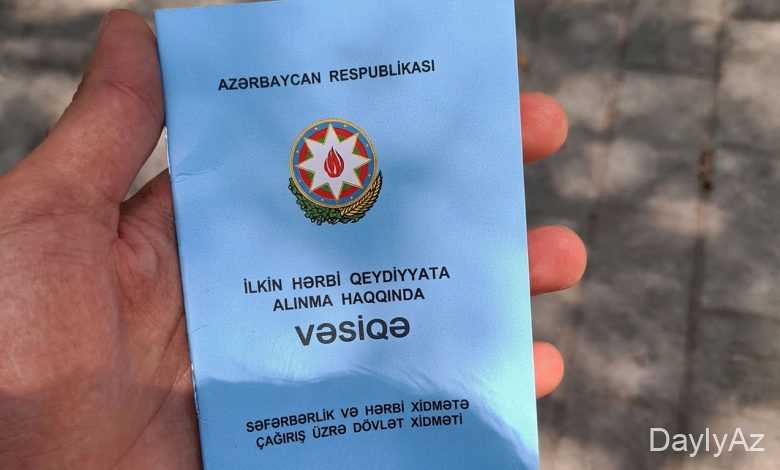 AZƏRBAYCAN RESPUBLİKASI
İLKİN HƏRBİ QEYDİYYATA
ALINMA HAQQINDA
VƏSİQƏ
SƏFƏRBƏRLİK VƏ HƏRBİ XİDMƏTƏ
ÇAĞIRIŞ ÜZRƏ DÖVLƏT XİDMƏTİ
DaylyAz